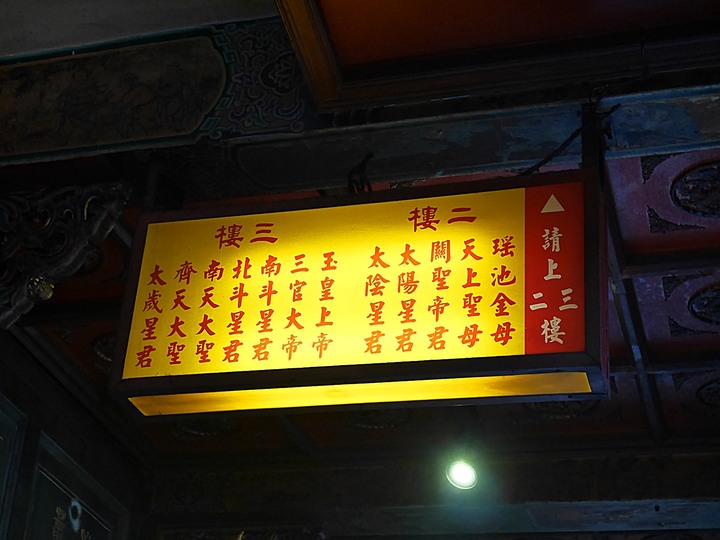 ▲請上二三樓
二樓
瑶池金母
天上聖母
關聖帝君
太陽星君
太陰星君
三樓
玉皇上帝
三官大帝
南斗星君
北斗星君
南天大聖
齊天大聖
太歲星君